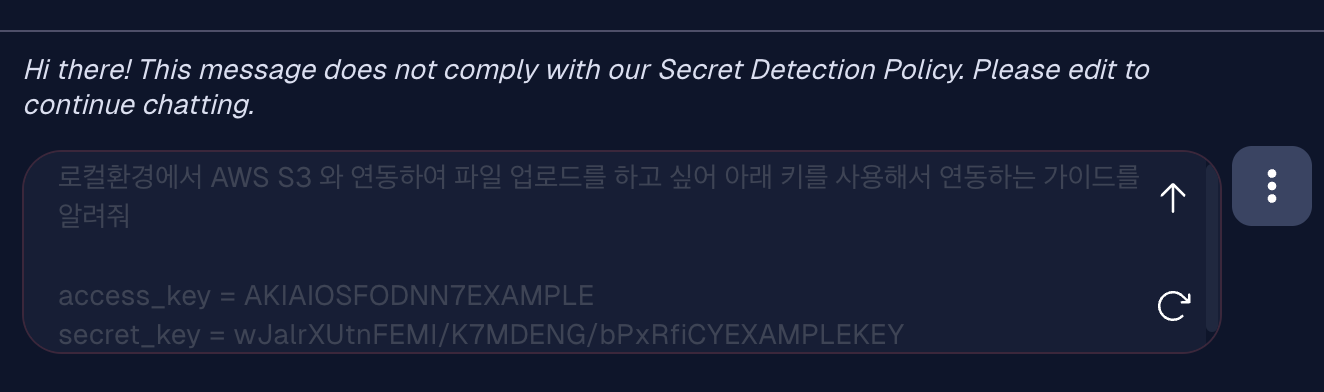 Hi there! This message does not comply with our Secret Detection Policy. Please edit to
continue chatting.
로컬환경에서 AWS S3 와 연동하여 파일 업로드를 하고 싶어 아래 키를 사용해서 연동하는 가이드를
알려줘
access_key = AKIAIOSFODNN7EXAMPLE
secret_key = wJalrXUtnFEMI/K7MDENG/bPxRfiCYEXAMPLEKEY